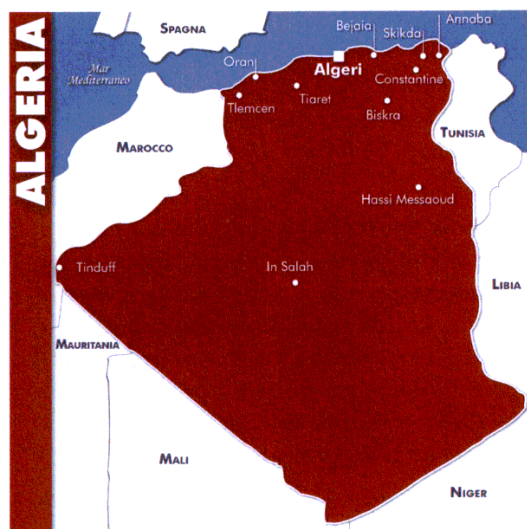 ALGERIA
SPAGNA
Annaba
Bejaia
Skikda
Mar
Mediterraneo
Oran
Algeri
Constantine
Tlemcen
Tiaret
Biskra
TUNISIA
MAROCCO
Hassi Messaoud
Tinduff
In Salah
LIBIA
MAURITANIA
MALI
NIGER